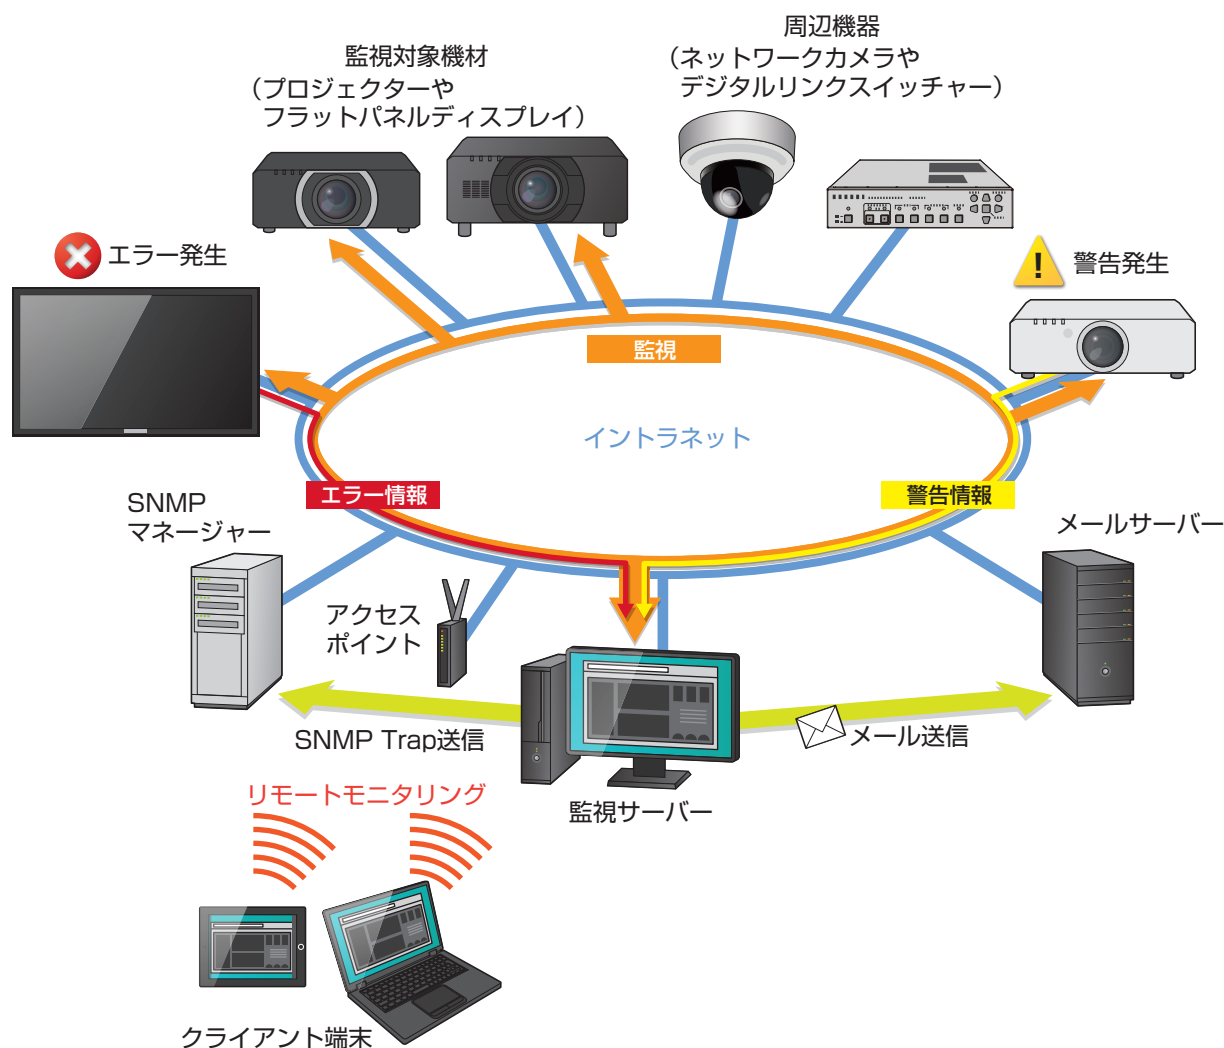 周辺機器
(ネットワークカメラや
デジタルリンクスイッチャー)
監視対象機材
(プロジェクターや
フラットパネルディスプレイ)
エラー発生
!
警告発生
監視
イントラネット
エラー情報
警告情報
SNMP
マネージャー
メールサーバー
アクセス
ポイント
SNMP Trap送信
メール送信
リモートモニタリング
監視サーバー
クライアント端末